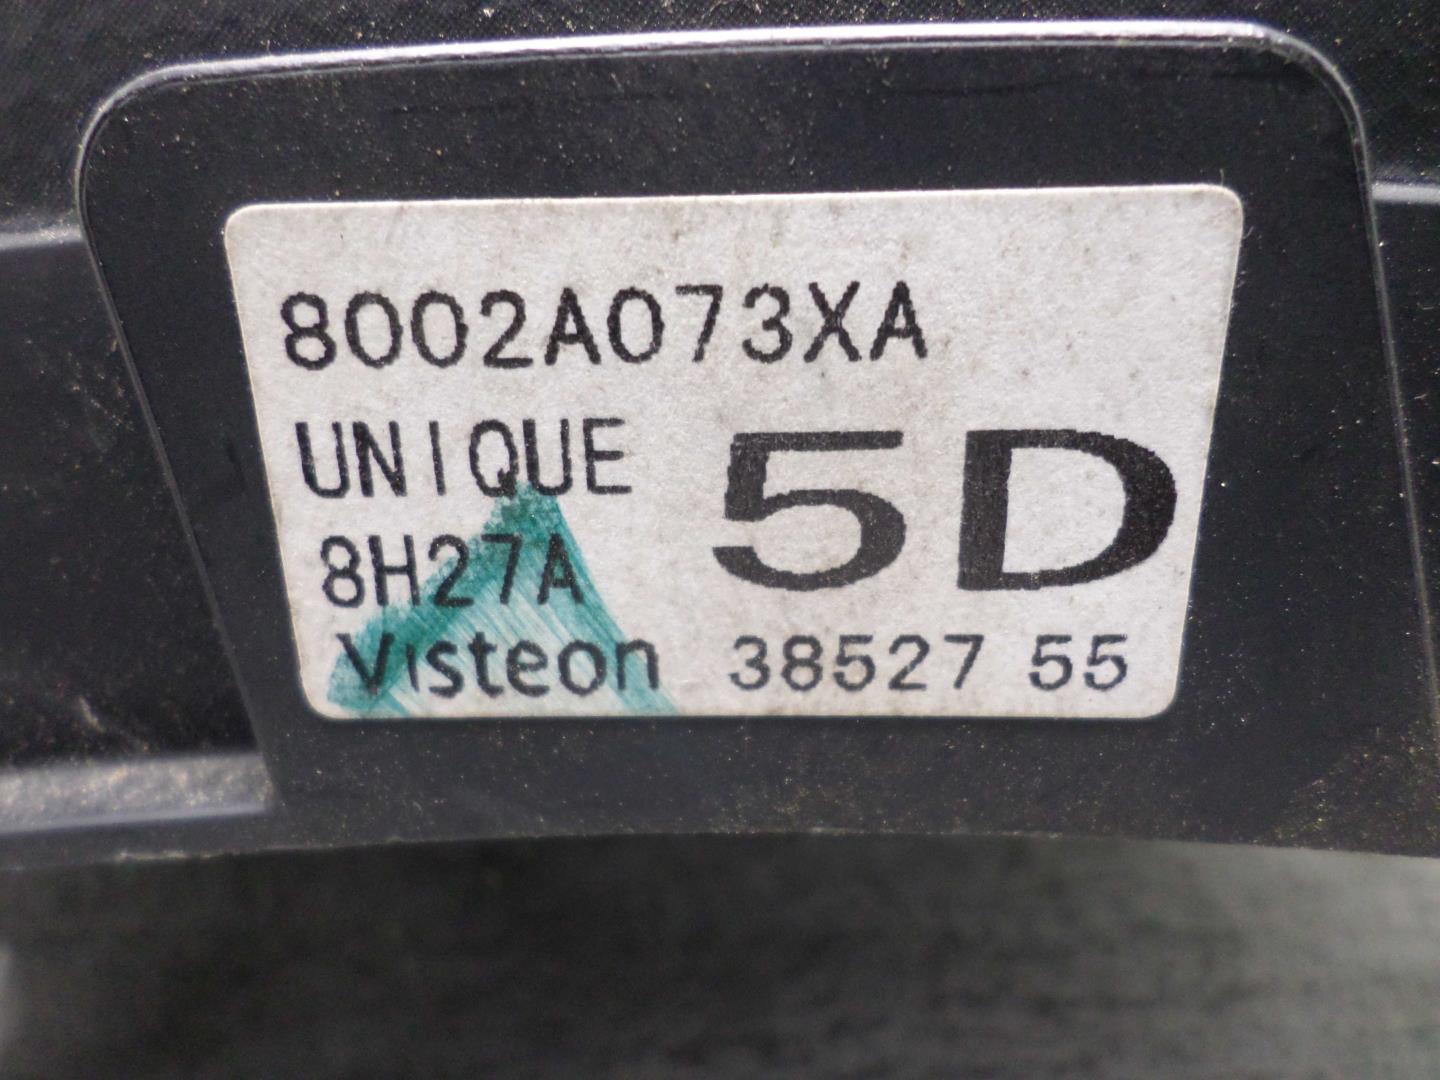 8002A073XA
UNIQUE
5D
8H27A
Visteon 38527 55